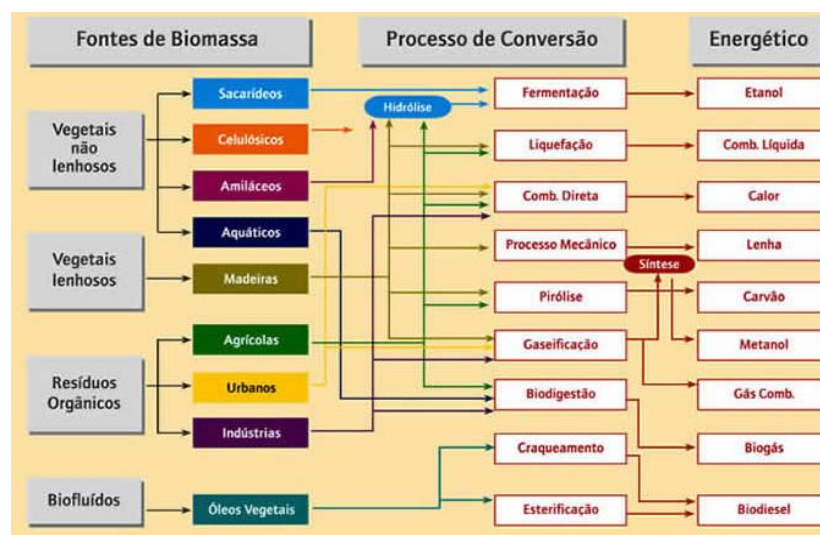 Fontes de Biomassa
Processo de Conversão
Energético
Vegetais
não
lenhosos
Sacarídeos
Celulósicos
Amiláceos
Aquáticos
Vegetais
lenhosos
Madeiras
Resíduos
Orgânicos
Agrícolas
Urbanos
Indústrias
Biofluídos
Óleos Vegetais
Hidrólise
Fermentação
Liquefação
Comb. Direta
Processo Mecânico
Pirólise
Gaseificação
Biodigestão
Craqueamento
Esterificação
Síntese
Etanol
Comb. Líquida
Calor
Lenha
Carvão
Metanol
Gás Comb.
Biogás
Biodiesel